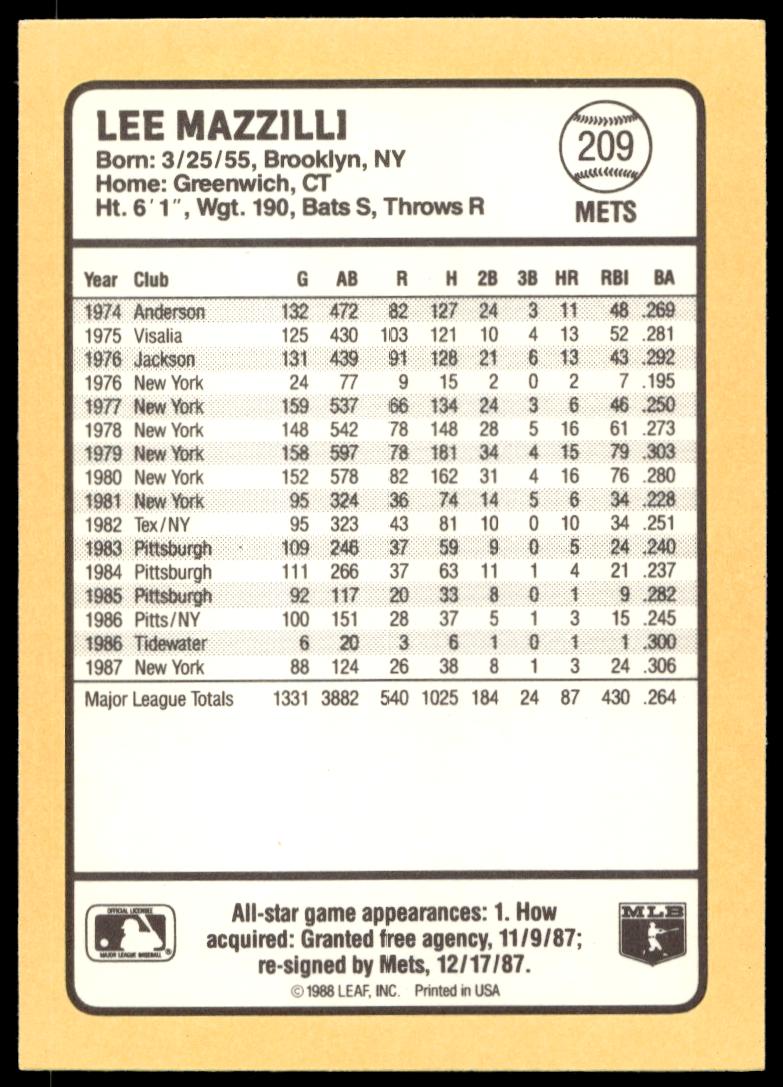 LEE MAZZILLI
Born: 3/25/55, Brooklyn, NY
Home: Greenwich, CT
Ht. 6'1", Wgt. 190, Bats S, Throws R
209
METS
Year Club G AB R H 2B 3B HR RBI BA
1974 Anderson 132 472 82 127 24 3 11 48 .269
1975 Visalia 125 430 103 121 10 4 13 52 .281
1976 Jackson 131 439 91 128 21 6 13 43 .292
1976 New York 24 77 9 15 2 0 2 7 .195
1977 New York 159 537 66 134 24 3 6 46 .250
1978 New York 148 542 78 148 28 5 16 61 .273
1979 New York 158 597 78 181 34 4 15 79 .303
1980 New York 152 578 82 162 31 4 16 76 .280
1981 New York 95 324 36 74 14 5 6 34 .228
1982 Tex/NY 95 323 43 81 10 0 10 34 .251
1983 Pittsburgh 109 246 37 59 9 0 5 24 .240
1984 Pittsburgh 111 266 37 63 11 1 4 21 .237
1985 Pittsburgh 92 117 20 33 8 0 1 9 .282
1986 Pitts/NY 100 151 28 37 5 1 3 15 .245
1986 Tidewater 6 20 3 6 1 0 1 1 .300
1987 New York 88 124 26 38 8 1 3 24 .306
Major League Totals 1331 3882 540 1025 184 24 87 430 .264
OFFICIAL LICENSEE
MAJOR LEAGUE BASEBALL ®
All-star game appearances: 1. How
acquired: Granted free agency, 11/9/87;
re-signed by Mets, 12/17/87.
© 1988 LEAF, INC. Printed in USA
MLB